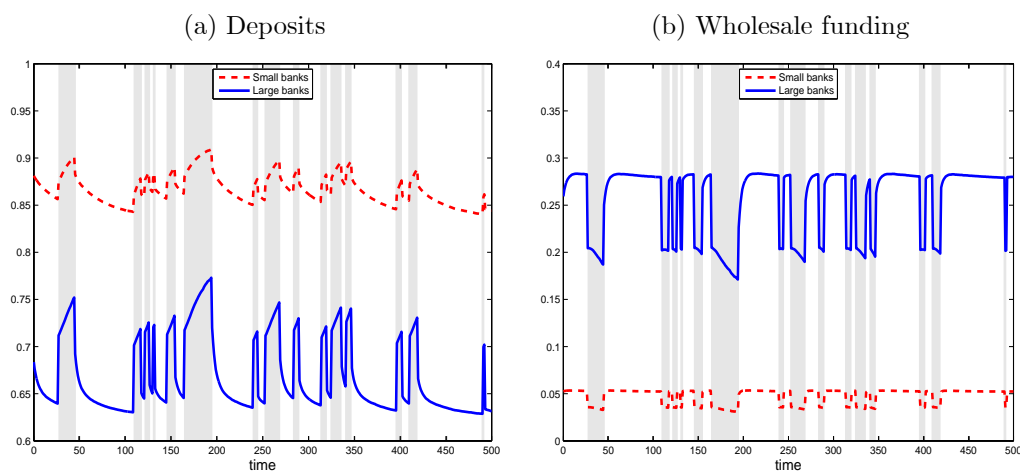 (a) Deposits
1
0.95
0.9
0.85
0.8
0.75
0.7
0.65
0.6
0 50 100 150 200 250 300 350 400 450 500
time
Small banks
Large banks
(b) Wholesale funding
0.4
0.35
0.3
0.25
0.2
0.15
0.1
0.05
0
0 50 100 150 200 250 300 350 400 450 500
time
Small banks
Large banks